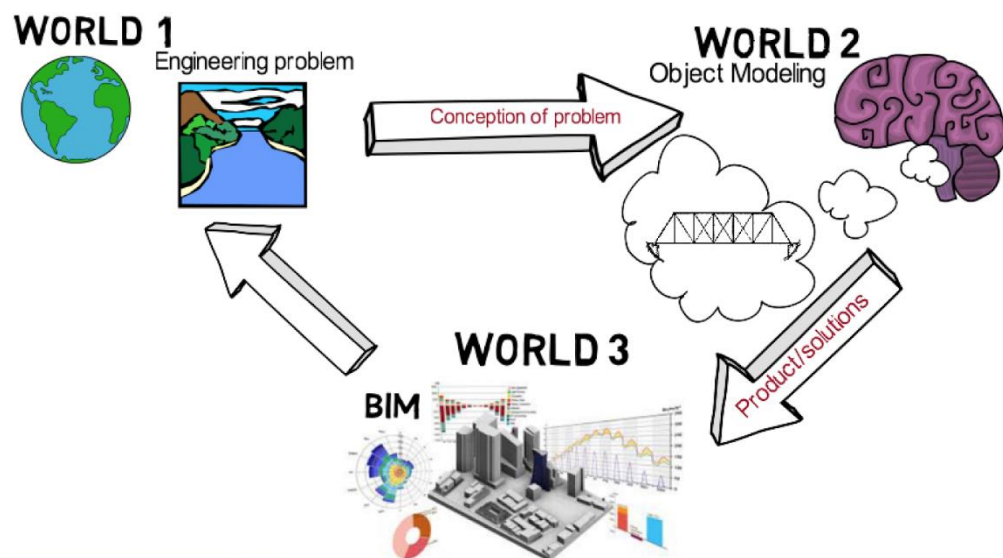 WORLD 1
Engineering problem
WORLD 2
Object Modeling
Conception of problem
Product/solutions
WORLD 3
BIM